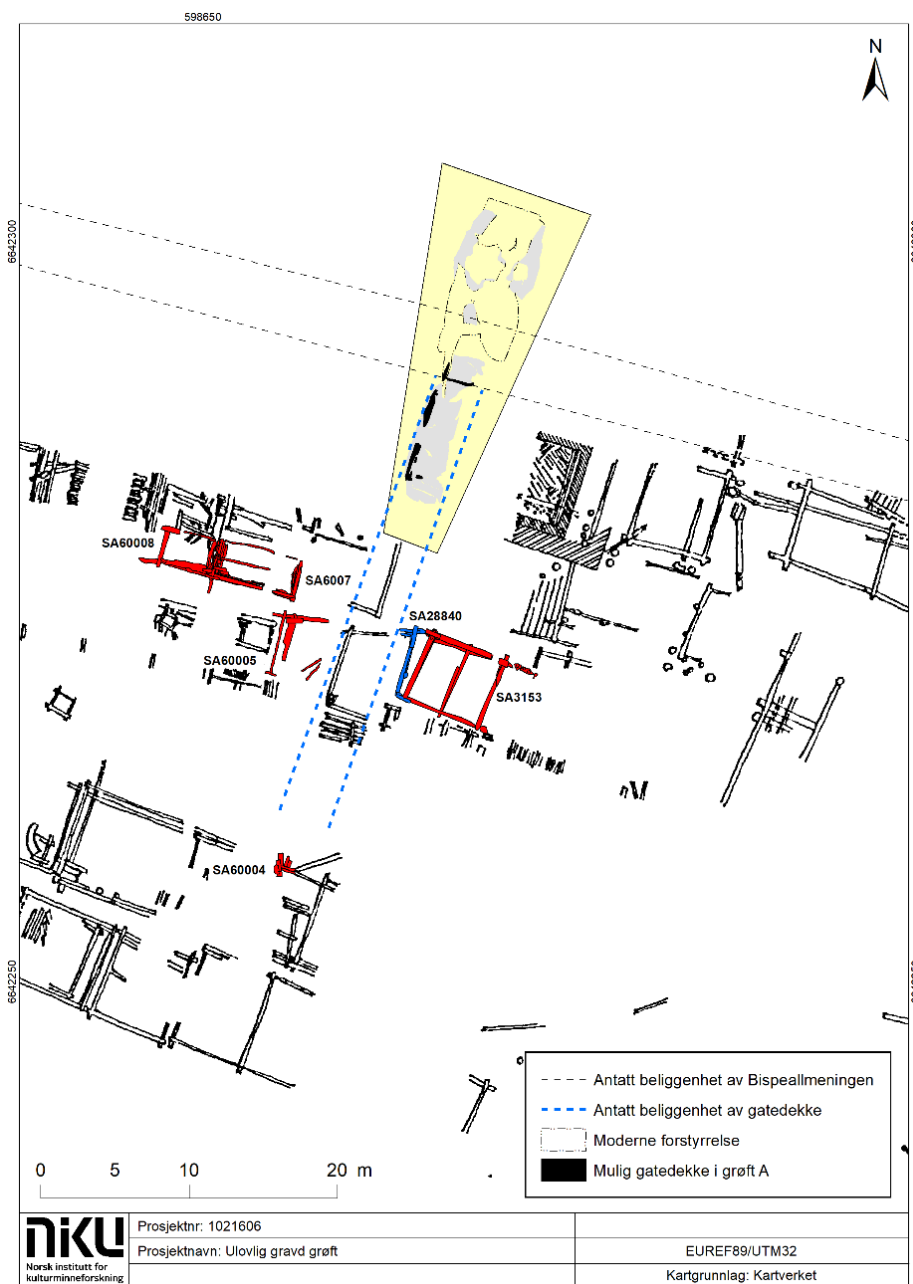 598650
N
6642300
SA60008
SA6007
SA28840
SA60005
SA3153
SA60004
6642250
Antatt beliggenhet av Bispeallmeningen
Antatt beliggenhet av gatedekke
Moderne forstyrrelse
Mulig gatedekke i grøft A
0 5 10 20 m
NIKU
Norsk institutt for
kulturminneforskning
Prosjektnr: 1021606
Prosjektnavn: Ulovlig gravd grøft
EUREF89/UTM32
Kartgrunnlag: Kartverket